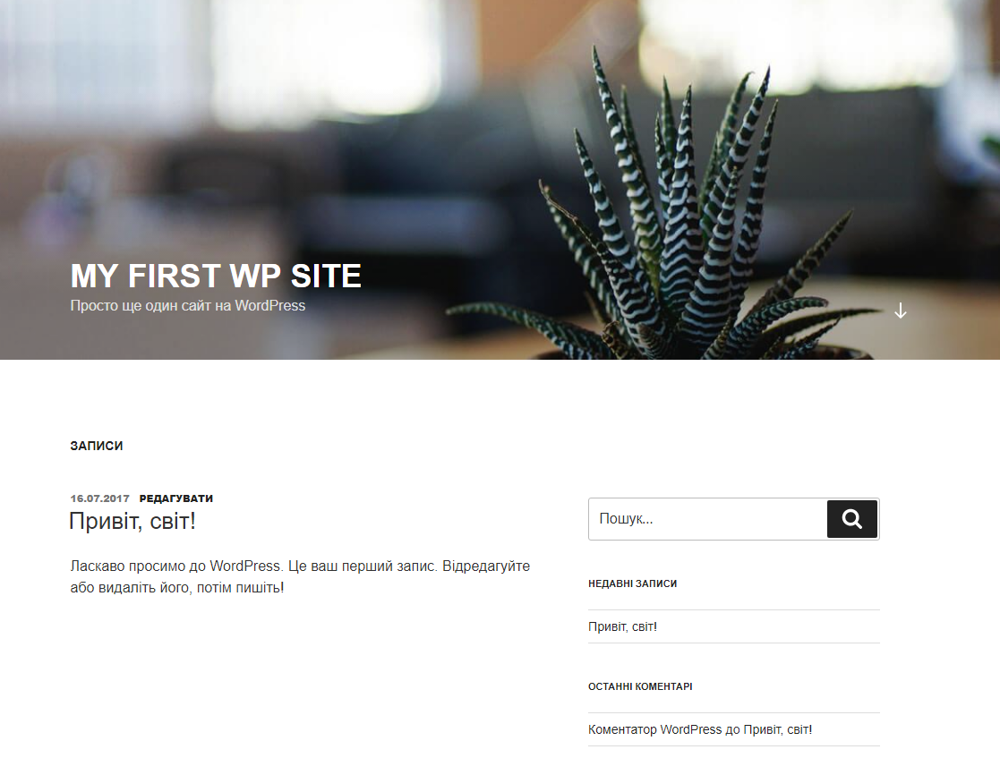 MY FIRST WP SITE
Просто ще один сайт на WordPress
ЗАПИСИ
16.07.2017 РЕДАГУВАТИ
Привіт, світ!
Ласкаво просимо до WordPress. Це ваш перший запис. Відредагуйте
або видаліть його, потім пишіть!
Пошук…
НЕДАВНІ ЗАПИСИ
Привіт, світ!
ОСТАННІ КОМЕНТАРІ
Коментатор WordPress до Привіт, світ!